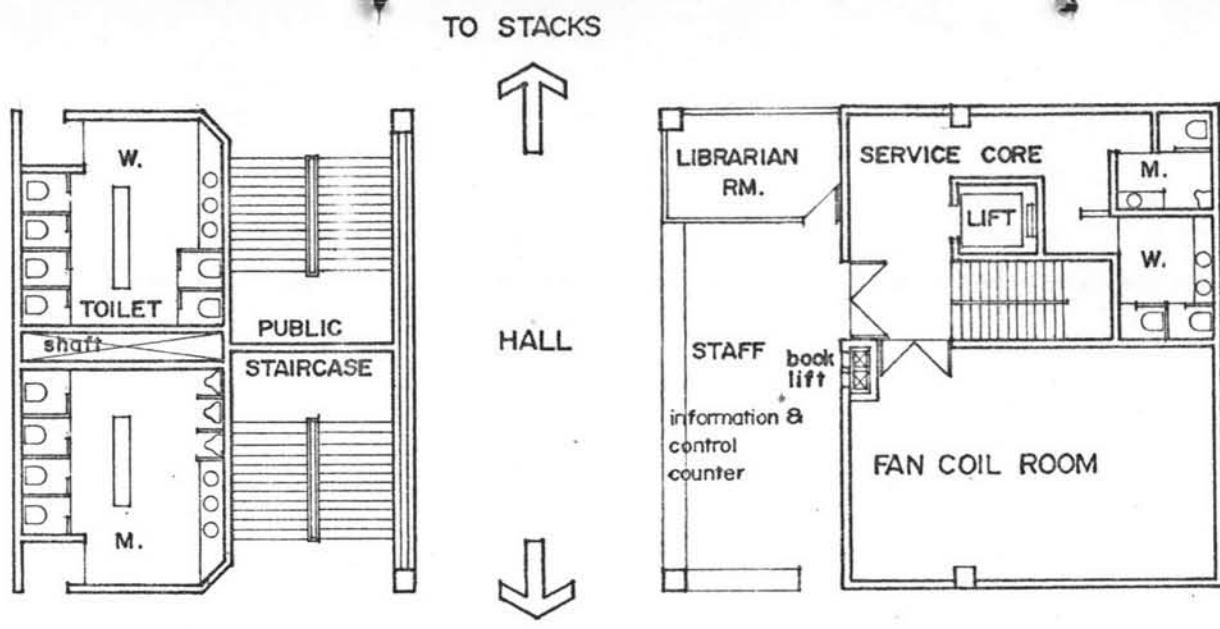 TO STACKS
W.
TOILET
shaft
M.
PUBLIC
STAIRCASE
HALL
LIBRARIAN
RM.
SERVICE CORE
LIFT
M.
W.
STAFF
book
lift
information &
control
counter
FAN COIL ROOM